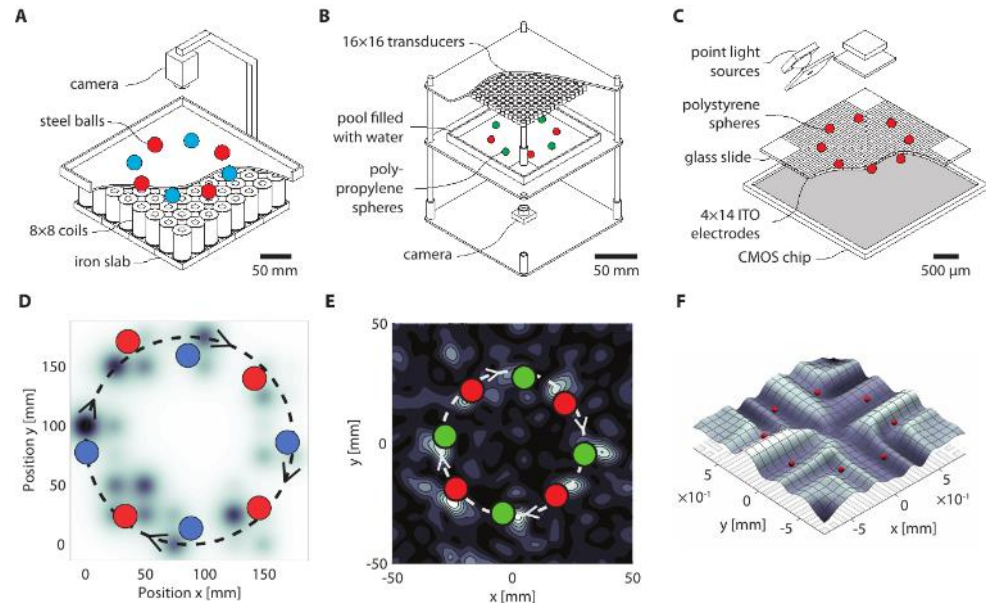 A
camera
steel balls
8×8 coils
iron slab
50 mm
B
16×16 transducers
pool filled
with water
poly-
propylene
spheres
camera
50 mm
C
point light
sources
polystyrene
spheres
glass slide
4×14 ITO
electrodes
CMOS chip
500 μm
D
Position y [mm]
150
100
50
0
0 50 100 150
Position x [mm]
E
y [mm]
50
0
-50
-50 0 50
x [mm]
F
5
0
-5
×10⁻¹
y [mm]
5
0
-5
×10⁻¹
x [mm]